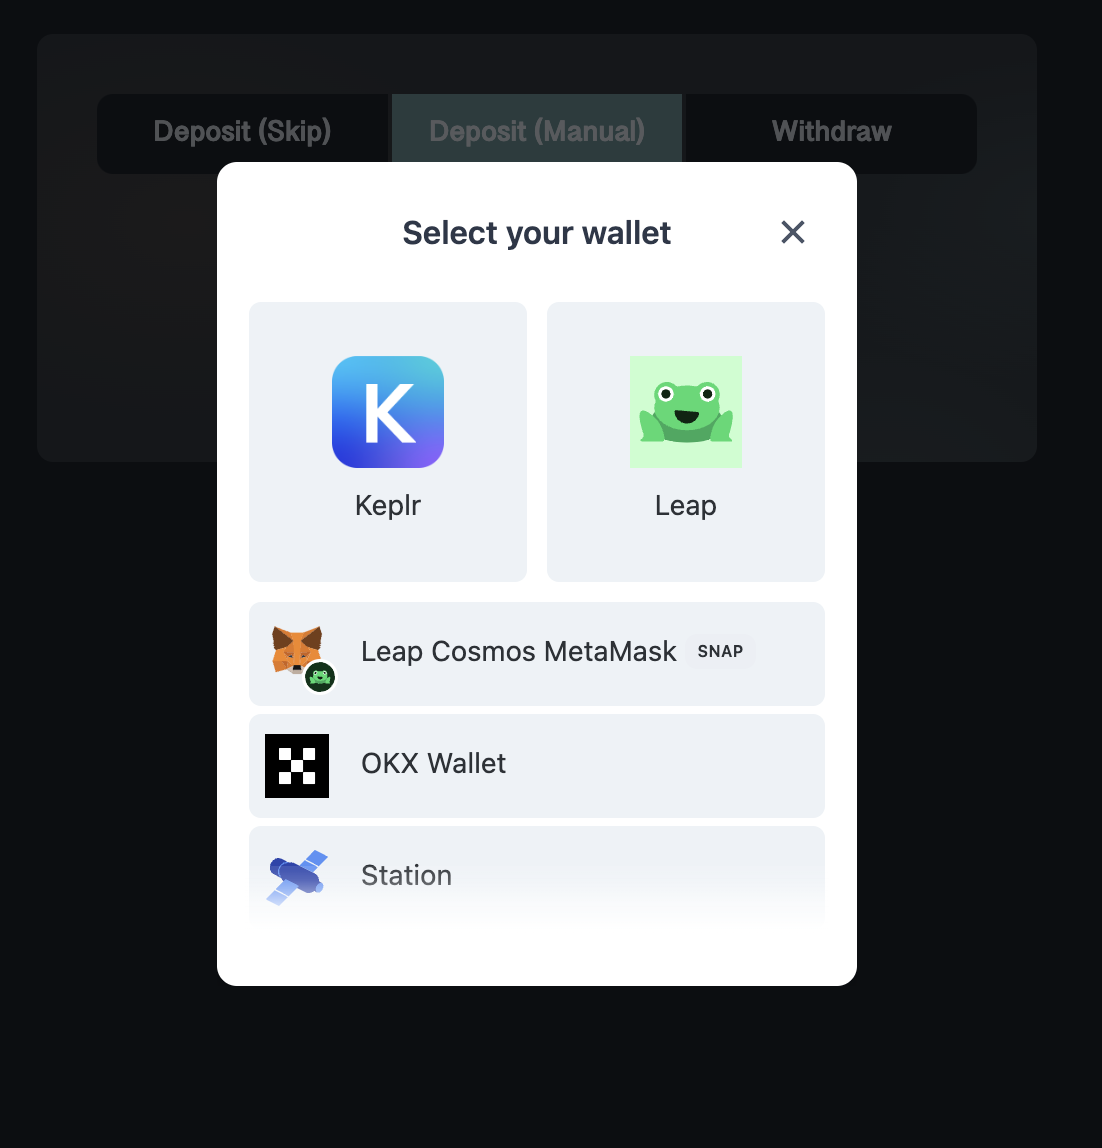 Deposit (Skip)
Deposit (Manual)
Withdraw
Select your wallet
K
Keplr
Leap
Leap Cosmos MetaMask SNAP
OKX Wallet
Station